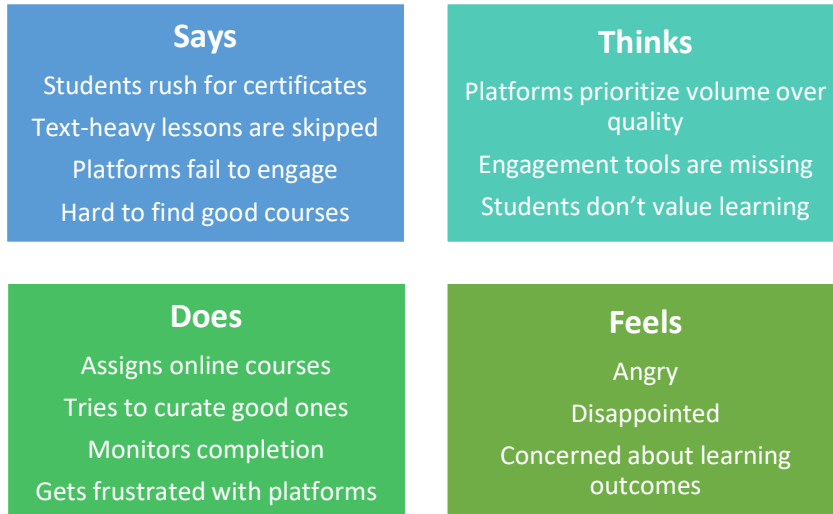 Says
Students rush for certificates
Text-heavy lessons are skipped
Platforms fail to engage
Hard to find good courses
Thinks
Platforms prioritize volume over
quality
Engagement tools are missing
Students don’t value learning
Does
Assigns online courses
Tries to curate good ones
Monitors completion
Gets frustrated with platforms
Feels
Angry
Disappointed
Concerned about learning
outcomes